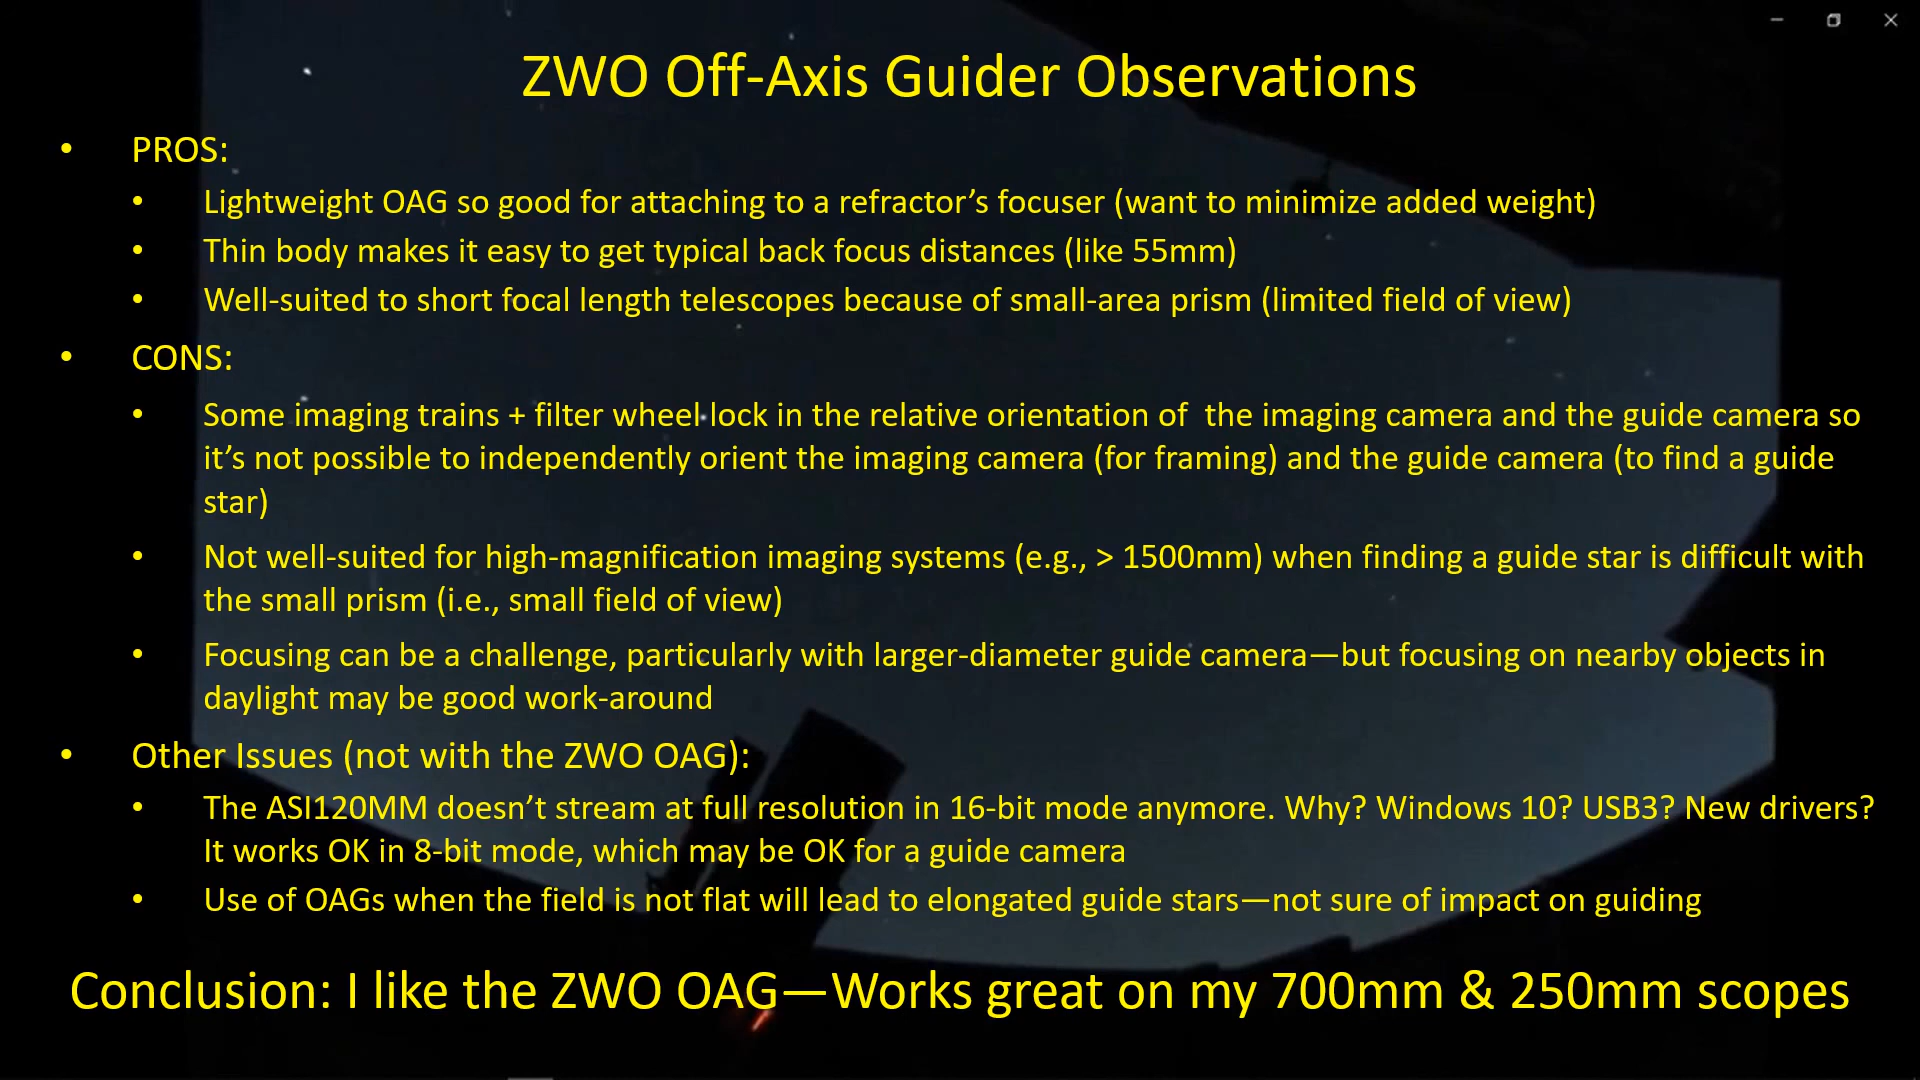 ZWO Off-Axis Guider Observations
• PROS:
• Lightweight OAG so good for attaching to a refractor’s focuser (want to minimize added weight)
• Thin body makes it easy to get typical back focus distances (like 55mm)
• Well-suited to short focal length telescopes because of small-area prism (limited field of view)
• CONS:
• Some imaging trains + filter wheel lock in the relative orientation of  the imaging camera and the guide camera so
it’s not possible to independently orient the imaging camera (for framing) and the guide camera (to find a guide
star)
• Not well-suited for high-magnification imaging systems (e.g., > 1500mm) when finding a guide star is difficult with
the small prism (i.e., small field of view)
• Focusing can be a challenge, particularly with larger-diameter guide camera—but focusing on nearby objects in
daylight may be good work-around
• Other Issues (not with the ZWO OAG):
• The ASI120MM doesn’t stream at full resolution in 16-bit mode anymore. Why? Windows 10? USB3? New drivers?
It works OK in 8-bit mode, which may be OK for a guide camera
• Use of OAGs when the field is not flat will lead to elongated guide stars—not sure of impact on guiding
Conclusion: I like the ZWO OAG—Works great on my 700mm & 250mm scopes